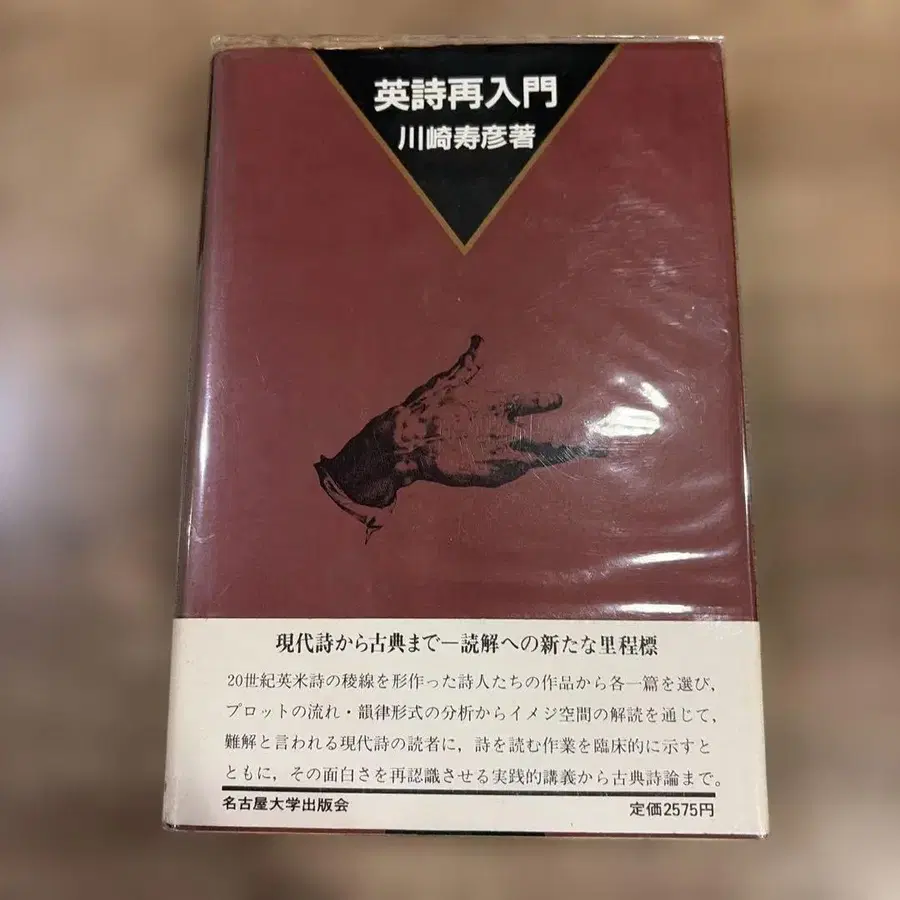 英詩再入門
川崎寿彦著
現代詩から古典まで―読解への新たな里程標
20世紀英米詩の稜線を形作った詩人たちの作品から各一篇を選び,
プロットの流れ・韻律形式の分析からイメジ空間の解読を通じて,
難解と言われる現代詩の読者に,詩を読む作業を臨床的に示すと
ともに,その面白さを再認識させる実践的講義から古典詩論まで。
名古屋大学出版会
定価2575円